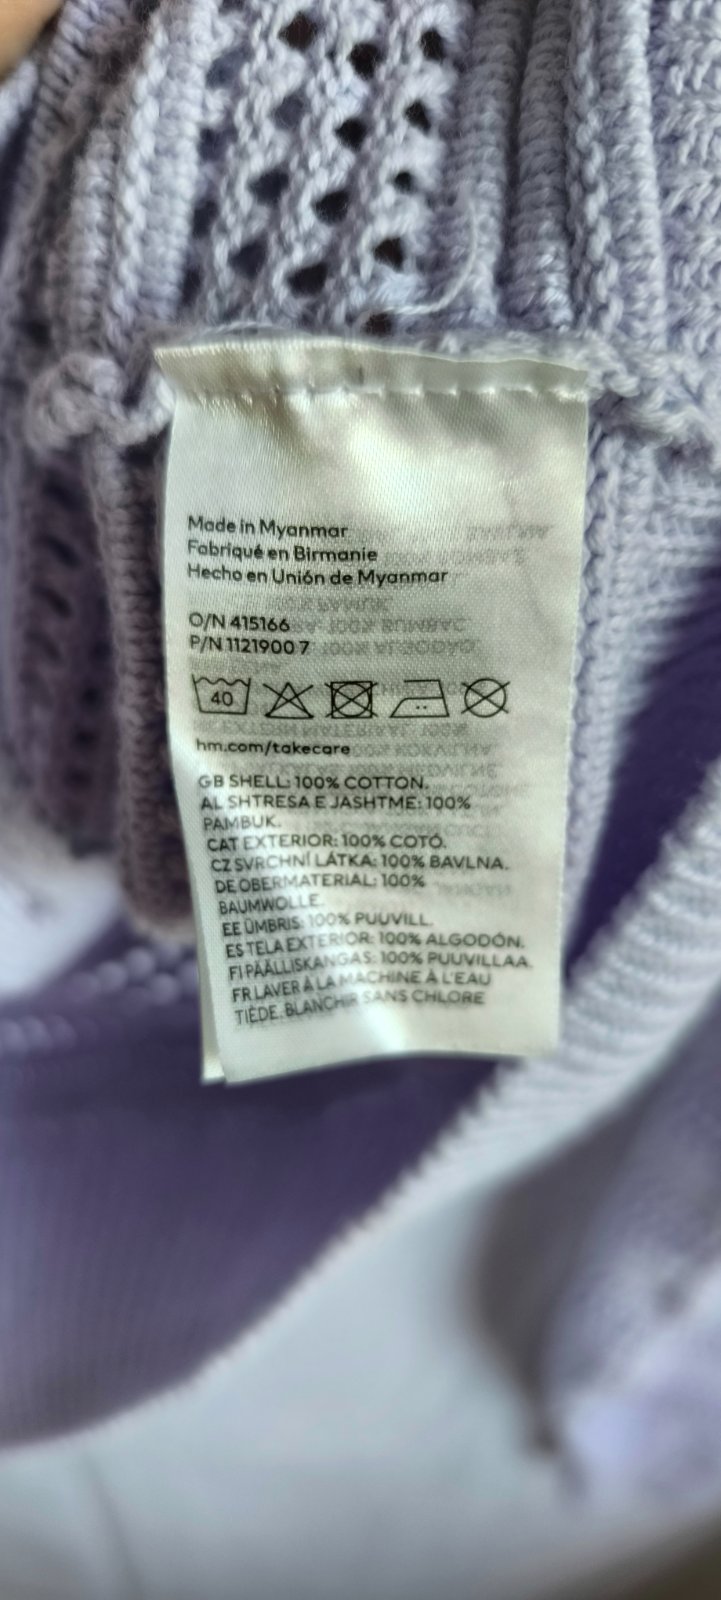 Made in Myanmar
Fabriqué en Birmanie
Hecho en Unión de Myanmar
O/N 415166
P/N 1121900 7
40
hm.com/takecare
GB SHELL: 100% COTTON.
AL SHTRESA E JASHTME: 100%
PAMBUK.
CAT EXTERIOR: 100% COTÓ.
CZ SVRCHNÍ LÁTKA: 100% BAVLNA.
DE OBERMATERIAL: 100%
BAUMWOLLE.
EE ÜMBRIS: 100% PUUVILL.
ES TELA EXTERIOR: 100% ALGODÓN.
FI PÄÄLLISKANGAS: 100% PUUVILLAA.
FR LAVER À LA MACHINE À L'EAU
TIÈDE. BLANCHIR SANS CHLORE